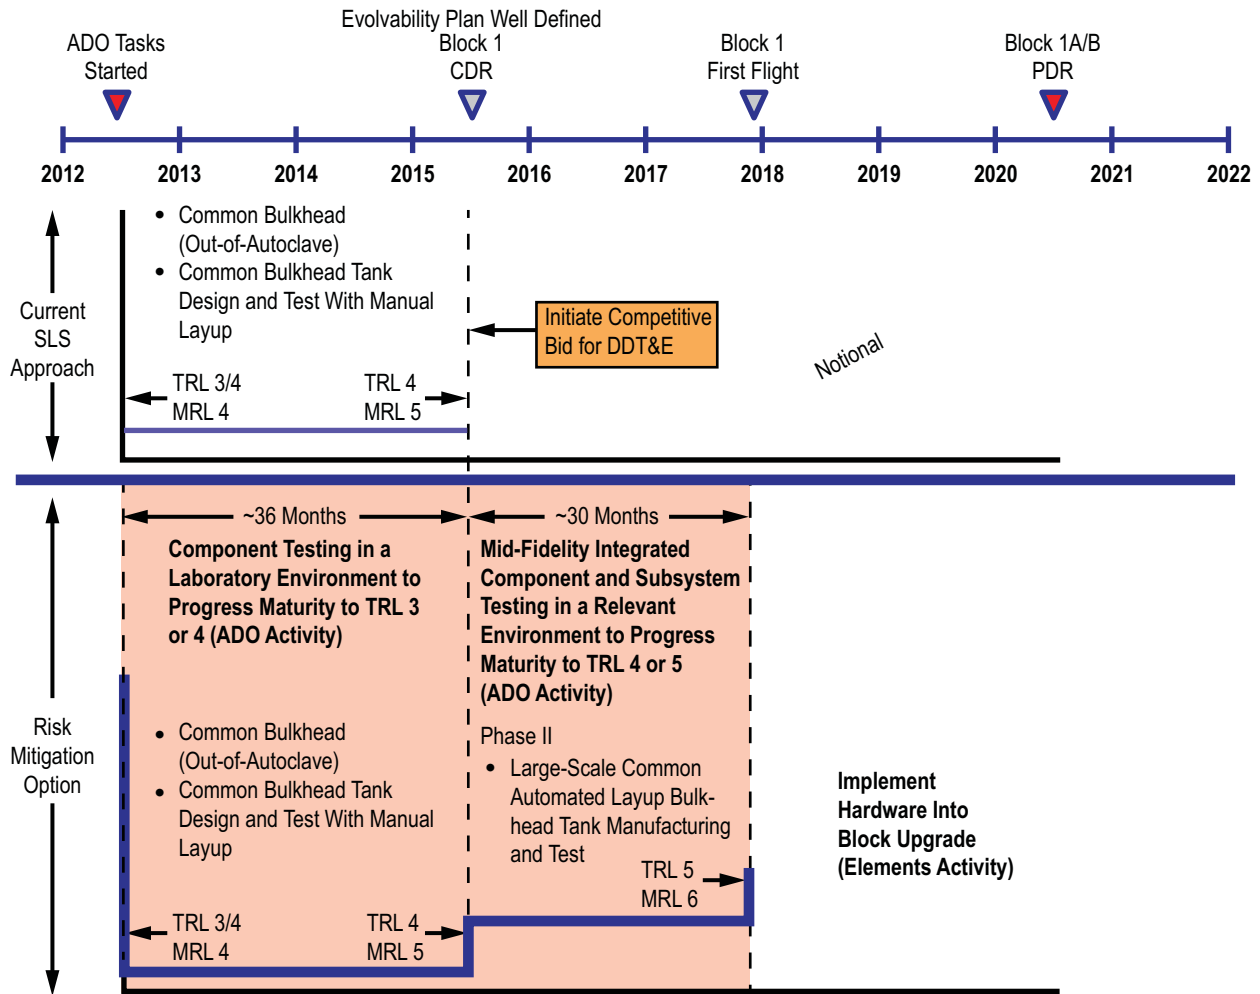 Evolvability Plan Well Defined
ADO Tasks
Started
Block 1
CDR
Block 1
First Flight
Block 1A/B
PDR
2012
2013
2014
2015
2016
2017
2018
2019
2020
2021
2022
Current
SLS
Approach
• Common Bulkhead
(Out-of-Autoclave)
• Common Bulkhead Tank
Design and Test With Manual
Layup
TRL 3/4
MRL 4
TRL 4
MRL 5
Initiate Competitive
Bid for DDT&E
Notional
Risk
Mitigation
Option
~36 Months
Component Testing in a
Laboratory Environment to
Progress Maturity to TRL 3
or 4 (ADO Activity)
• Common Bulkhead
(Out-of-Autoclave)
• Common Bulkhead Tank
Design and Test With Manual
Layup
TRL 3/4
MRL 4
TRL 4
MRL 5
~30 Months
Mid-Fidelity Integrated
Component and Subsystem
Testing in a Relevant
Environment to Progress
Maturity to TRL 4 or 5
(ADO Activity)
Phase II
• Large-Scale Common
Automated Layup Bulk-
head Tank Manufacturing
and Test
TRL 5
MRL 6
Implement
Hardware Into
Block Upgrade
(Elements Activity)